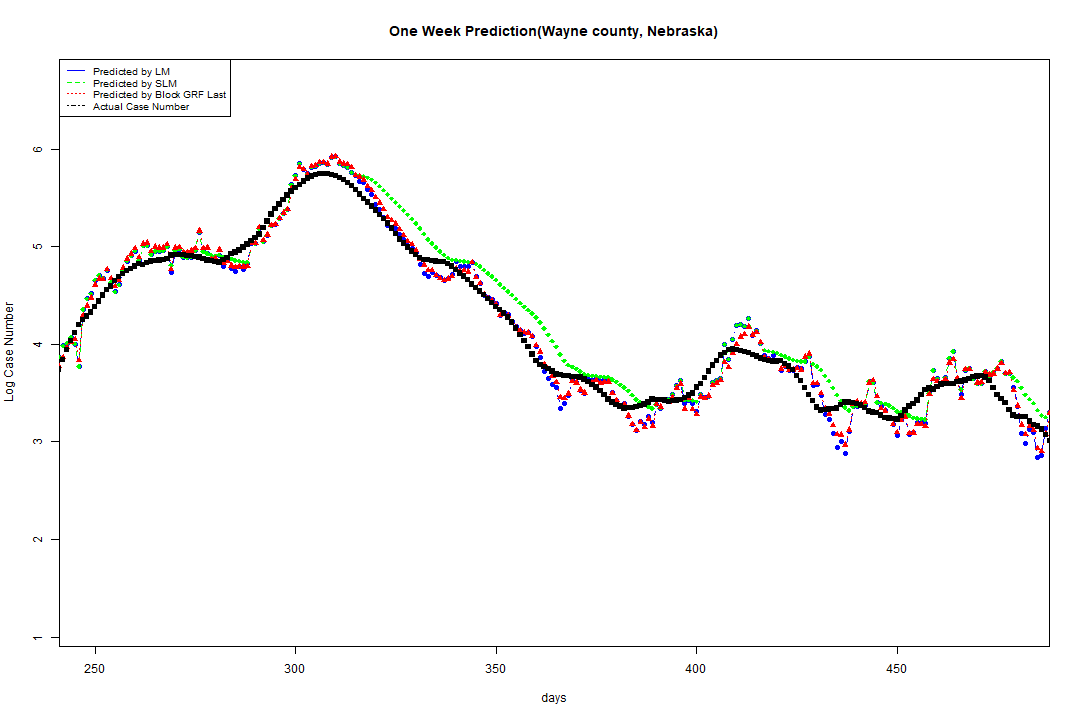 One Week Prediction(Wayne county, Nebraska)
Predicted by LM
Predicted by SLM
Predicted by Block GRF Last
Actual Case Number
Log Case Number
6
5
4
3
2
1
250 300 350 400 450
days